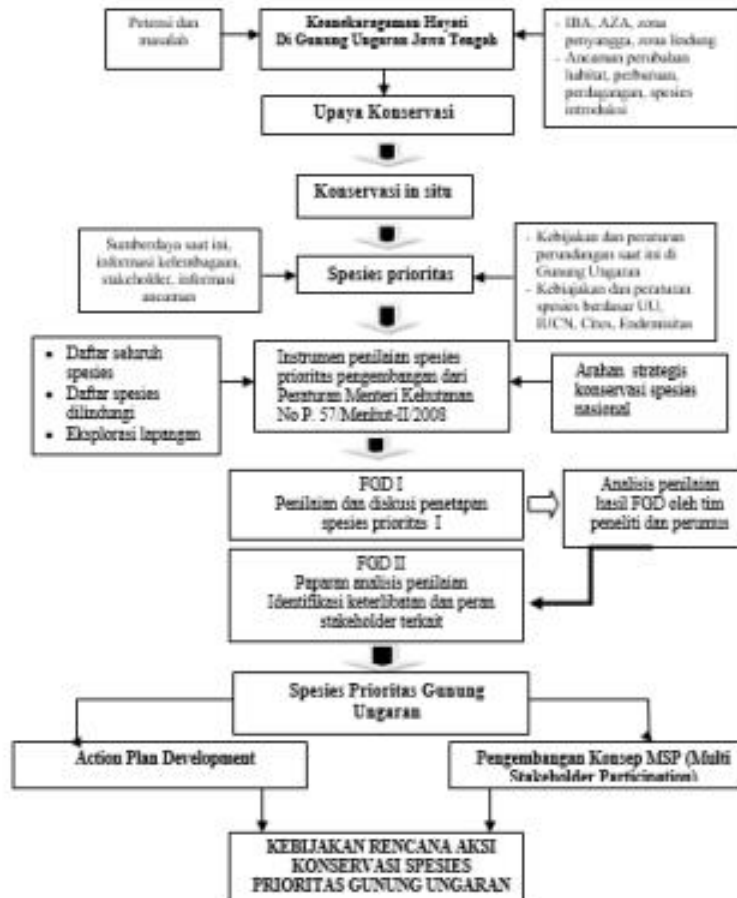 Potensi dan
masalah
Keanekaragaman Hayati
Di Gunung Ungaran Jawa Tengah
- IBA, AZA, zona
penyangga, zona lindung
- Ancaman perubahan
habitat, perburuan,
perdagangan, spesies
introduksi
Upaya Konservasi
Konservasi in situ
Sumberdaya saat ini,
informasi kelembagaan,
stakeholder, informasi
ancaman
Spesies prioritas
- Kebijakan dan peraturan
perundangan saat ini di
Gunung Ungaran
- Kebiajakan dan peraturan
spesies berdasar UU,
IUCN, Cites, Endemisitas
• Daftar seluruh
spesies
• Daftar spesies
dilindungi
• Eksplorasi lapangan
Instrumen penilaian spesies
prioritas pengembangan dari
Peraturan Menteri Kehutanan
No P. 57/Menhut-II/2008
Arahan strategis
konservasi spesies
nasional
FGD I
Penilaian dan diskusi penetapan
spesies prioritas I
Analisis penilaian
hasil FGD oleh tim
peneliti dan perumus
FGD II
Paparan analisis penilaian
Identifikasi keterlibatan dan peran
stakeholder terkait
Spesies Prioritas Gunung
Ungaran
Action Plan Development
Pengembangan Konsep MSP (Multi
Stakeholder Participation)
KEBIJAKAN RENCANA AKSI
KONSERVASI SPESIES
PRIORITAS GUNUNG UNGARAN